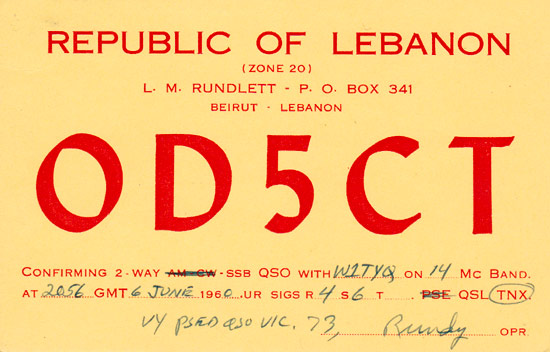 REPUBLIC OF LEBANON
(ZONE 20)
L. M. RUNDLETT - P. O. BOX 341
BEIRUT - LEBANON
OD5CT
CONFIRMING 2-WAY AM-CW-SSB QSO WITH W2TYQ ON 14 MC BAND.
AT 2056 GMT 6 JUNE 1960 UR SIGS R 4 S 6 T PSE QSL TNX.
VY PSED QSO VIC. 73, Rundy OPR.